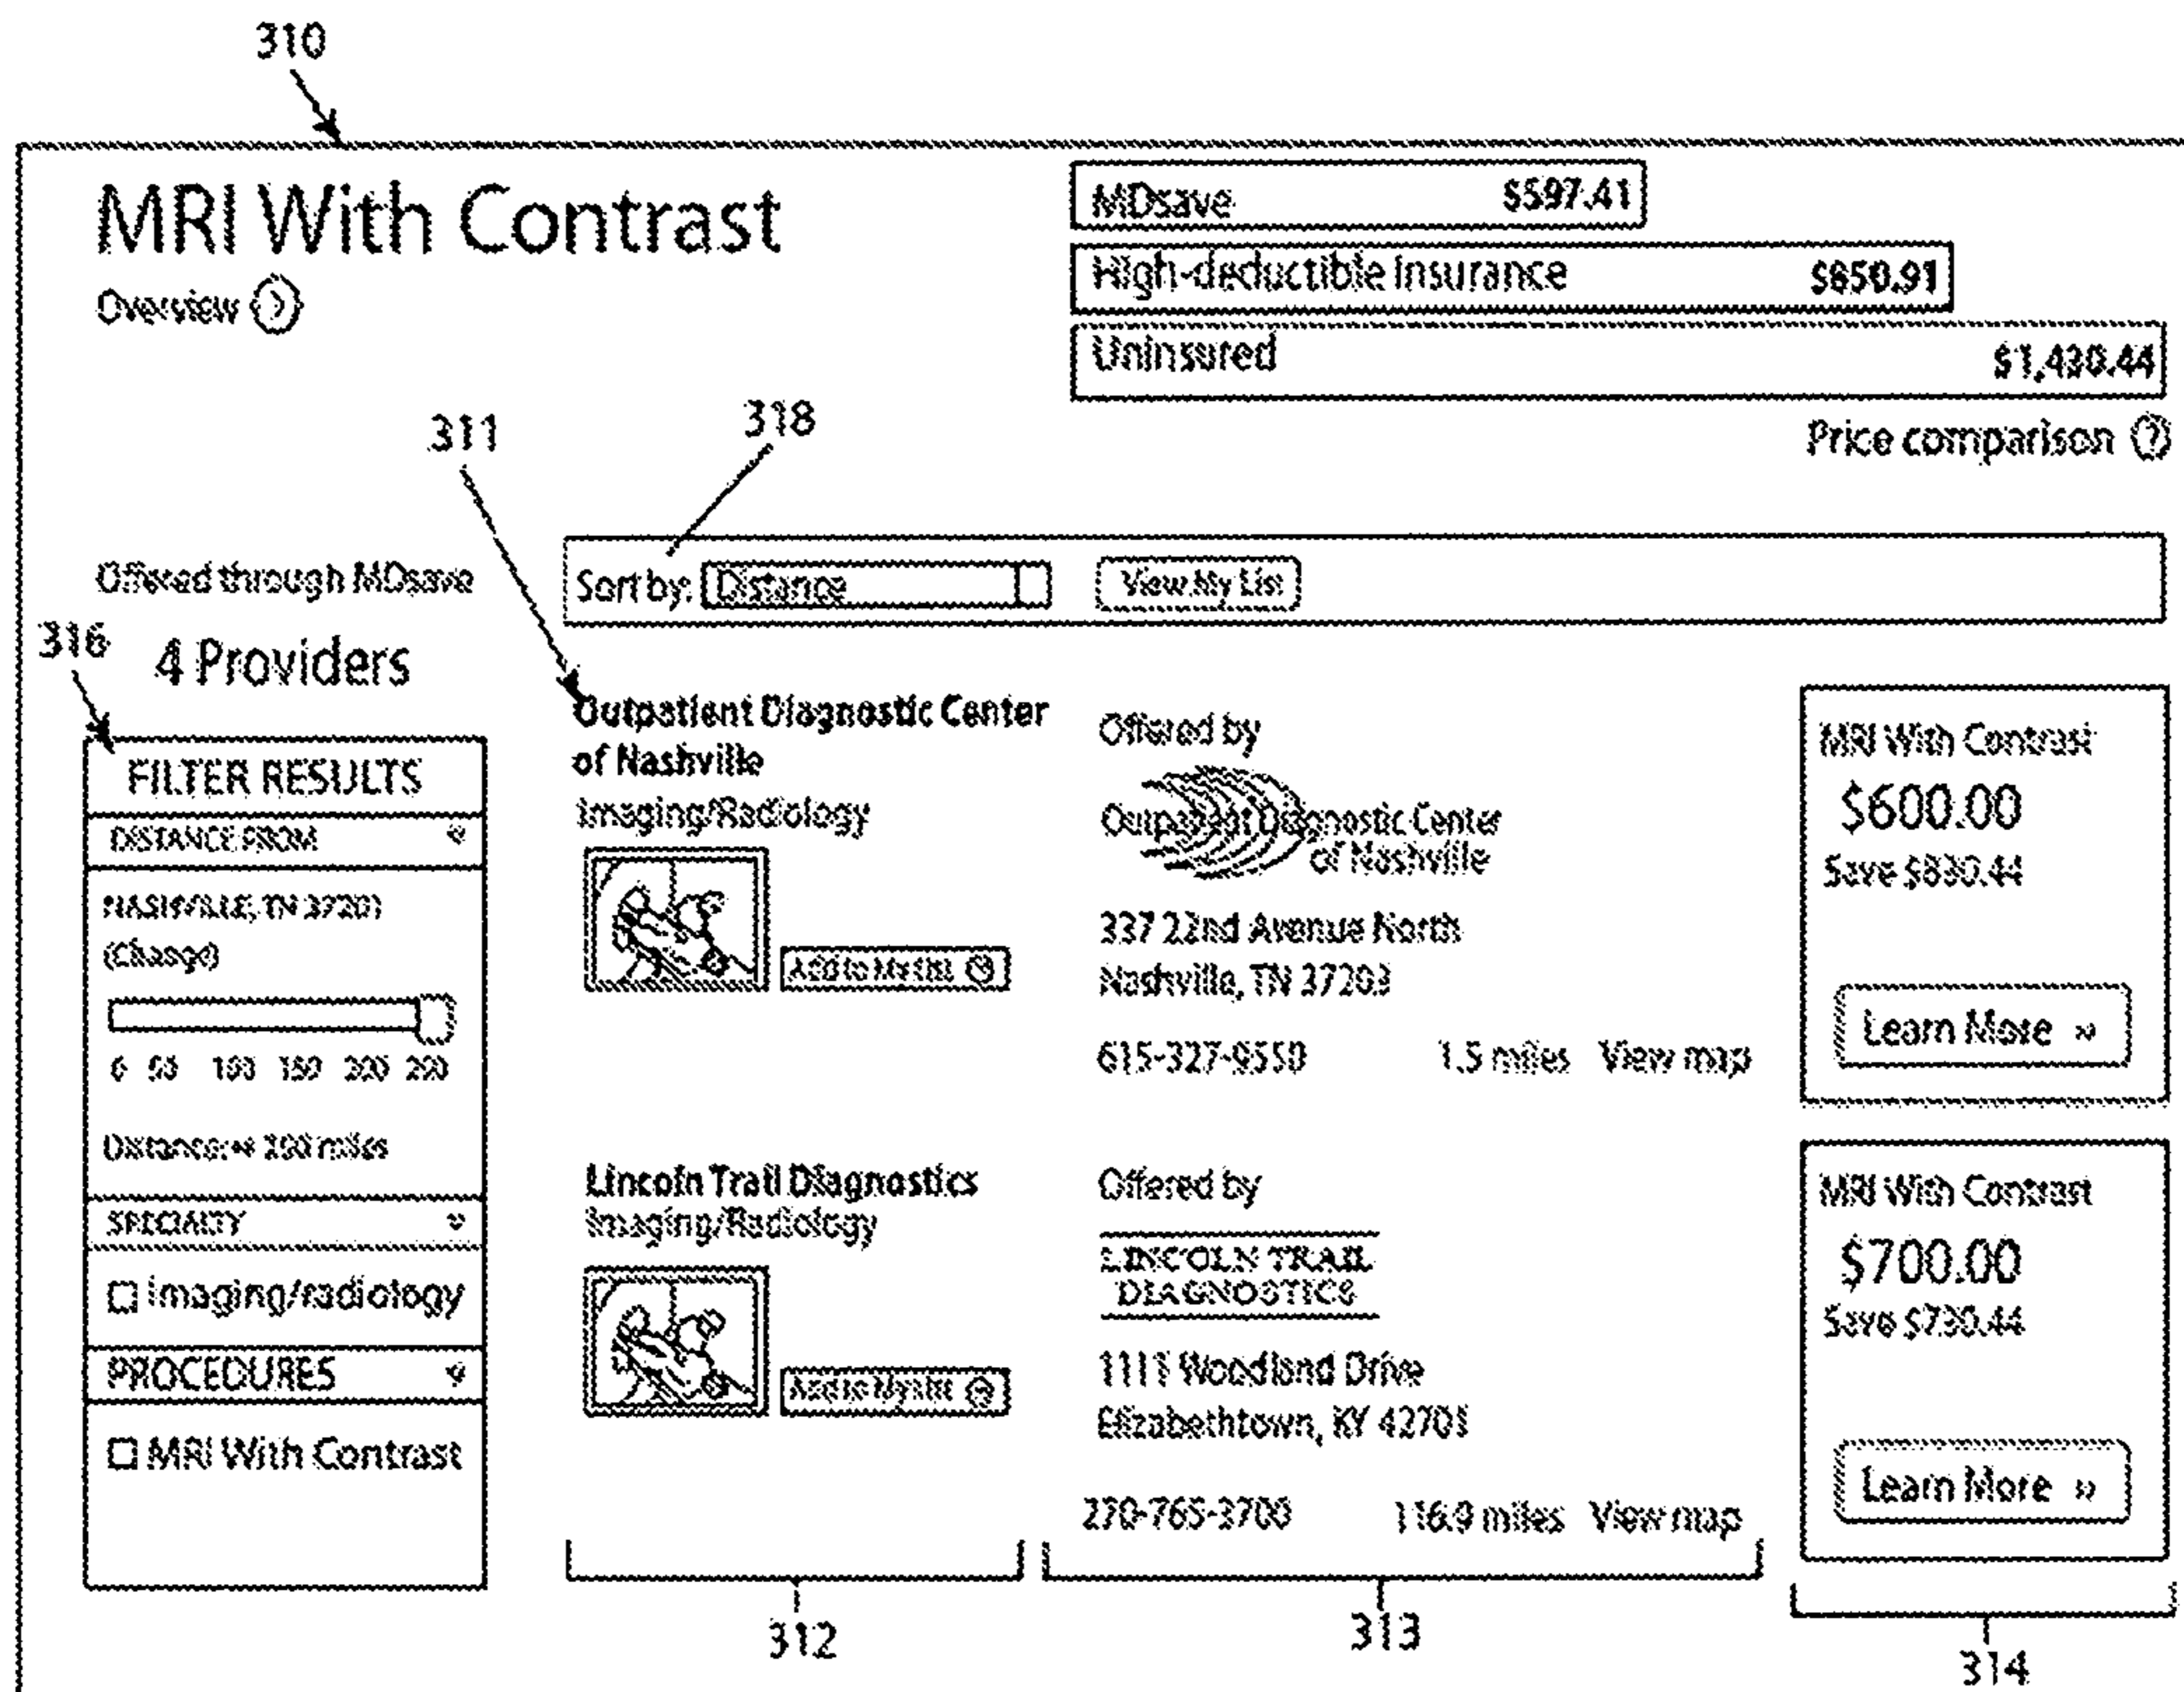 310
MRI With Contrast
Overview
MDsave $597.41
High-deductible Insurance $850.91
Uninsured $1,430.44
Price comparison ?
311
318
Offered through MDsave
Sort by: Distance View My List
316
4 Providers
FILTER RESULTS
DISTANCE FROM
NASHVILLE, TN 37201
(Change)
0 50 100 150 200 250
Distance: 250 miles
SPECIALTY
Imaging/radiology
PROCEDURES
MRI With Contrast
Outpatient Diagnostic Center
of Nashville
Imaging/Radiology
Add to My List
Offered by
Outpatient Diagnostic Center
of Nashville
337 22nd Avenue North
Nashville, TN 37203
615-327-9550 1.5 miles View map
MRI With Contrast
$600.00
Save $830.44
Learn More »
Lincoln Trail Diagnostics
Imaging/Radiology
Add to My List
Offered by
LINCOLN TRAIL
DIAGNOSTICS
1111 Woodland Drive
Elizabethtown, KY 42701
270-765-3700 116.9 miles View map
MRI With Contrast
$700.00
Save $730.44
Learn More »
312
313
314